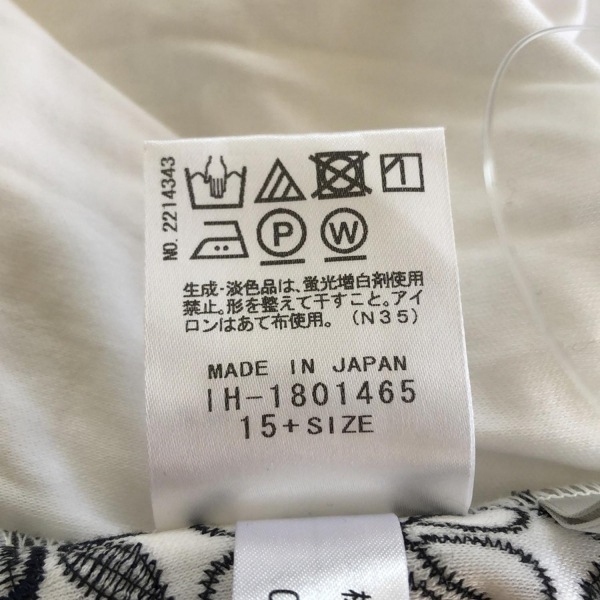 NO. 2214343
P
W
生成・淡色品は、蛍光増白剤使用
禁止。形を整えて干すこと。アイ
ロンはあて布使用。(N35)
MADE IN JAPAN
IH-1801465
15+SIZE